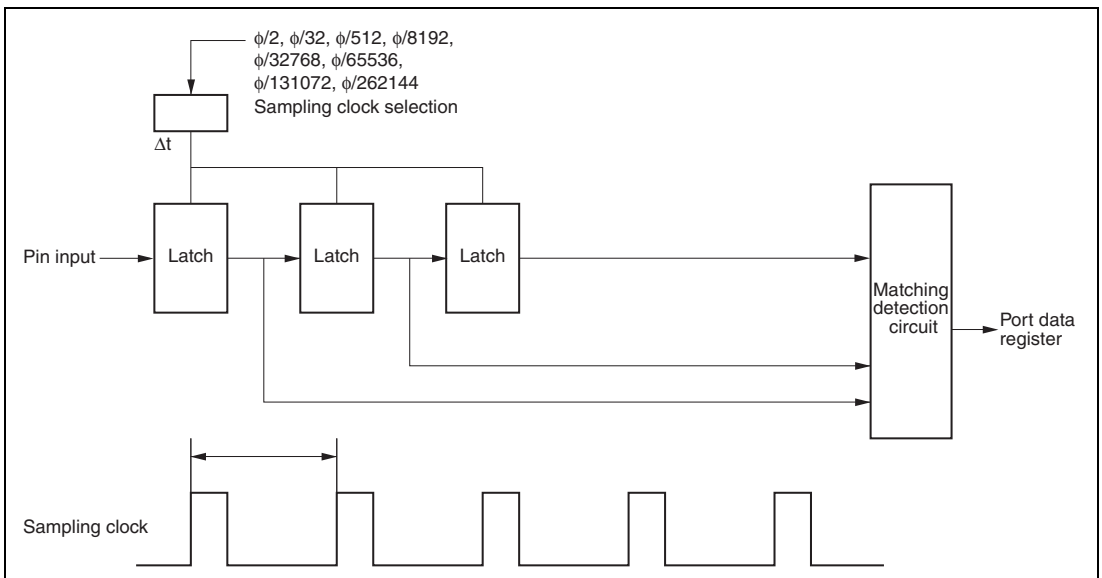 ϕ/2, ϕ/32, ϕ/512, ϕ/8192,
ϕ/32768, ϕ/65536,
ϕ/131072, ϕ/262144
Sampling clock selection
Δt
Pin input
Latch
Latch
Latch
Matching
detection
circuit
Port data
register
Sampling clock